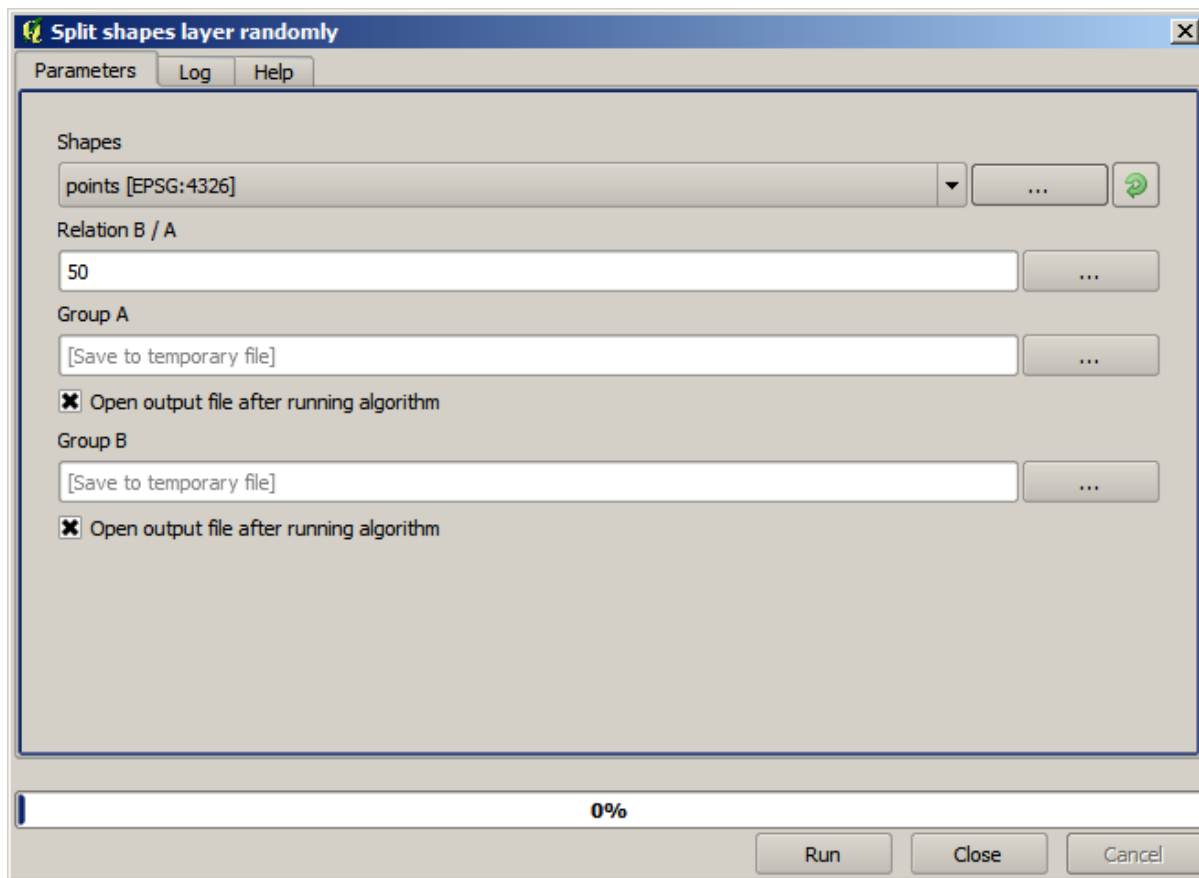 Split shapes layer randomly
Parameters Log Help
Shapes
points [EPSG:4326] ...
Relation B / A
50 ...
Group A
[Save to temporary file] ...
Open output file after running algorithm
Group B
[Save to temporary file] ...
Open output file after running algorithm
0%
Run Close Cancel